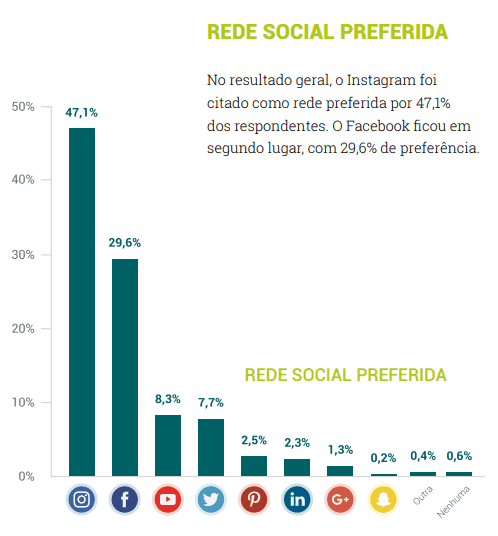 REDE SOCIAL PREFERIDA
No resultado geral, o Instagram foi
citado como rede preferida por 47,1%
dos respondentes. O Facebook ficou em
segundo lugar, com 29,6% de preferência.
50%
40%
30%
20%
10%
0%
47,1%
29,6%
8,3%
7,7%
2,5%
2,3%
1,3%
0,2%
0,4%
0,6%
REDE SOCIAL PREFERIDA
f
in
G+
Outra
Nenhuma